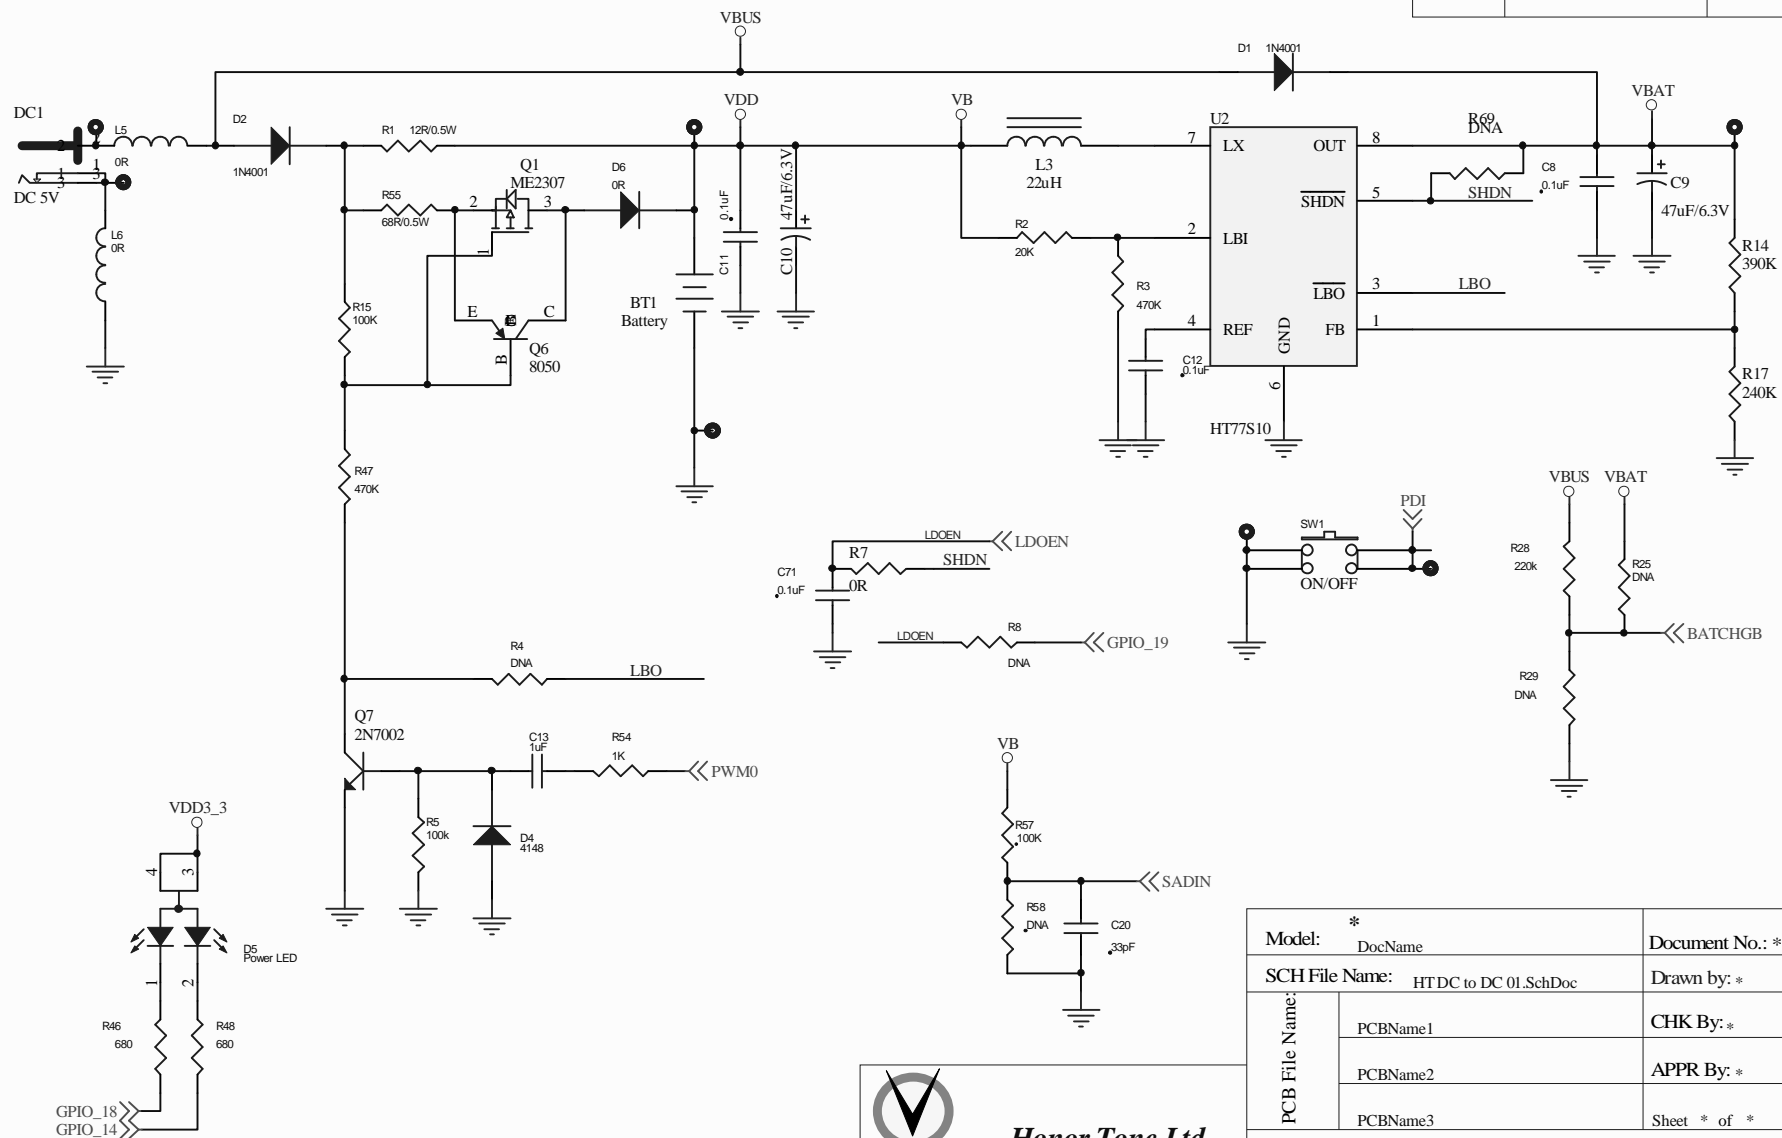 VBUS
D1 1N4001
DC1
L5
0R
2
1
3
DC 5V
L6
0R
D2
1N4001
R1 12R/0.5W
VDD
VB
VBAT
Q1
ME2307
D6
0R
R55
68R/0.5W
2
3
1
0.1uF
C11
47uF/6.3V
+
C10
L3
22uH
U2
7
LX
OUT
8
R69
DNA
SHDN
5
SHDN
C8
0.1uF
+
C9
47uF/6.3V
R2
20K
2
LBI
R3
470K
LBO
3
LBO
R14
390K
4
REF
FB
1
GND
6
C12
0.1uF
HT77S10
R17
240K
R15
100K
E
C
B
Q6
8050
BT1
Battery
R47
470K
LDOEN
LDOEN
R7
SHDN
C71
0.1uF
0R
LDOEN
R8
DNA
GPIO_19
PDI
SW1
ON/OFF
VBUS
VBAT
R28
220k
R25
DNA
BATCHGB
R29
DNA
R4
DNA
LBO
Q7
2N7002
C13
1uF
R54
1K
PWM0
R5
100k
D4
4148
VB
R57
100K
SADIN
R58
DNA
C20
33pF
VDD3_3
4
3
D5
Power LED
1
2
R46
680
R48
680
GPIO_18
GPIO_14
Model: * DocName
Document No.: *
SCH File Name: HT DC to DC 01.SchDoc
Drawn by: *
PCB File Name:
PCBName1
CHK By: *
PCBName2
APPR By: *
PCBName3
Sheet * of *
Honor Tone Ltd